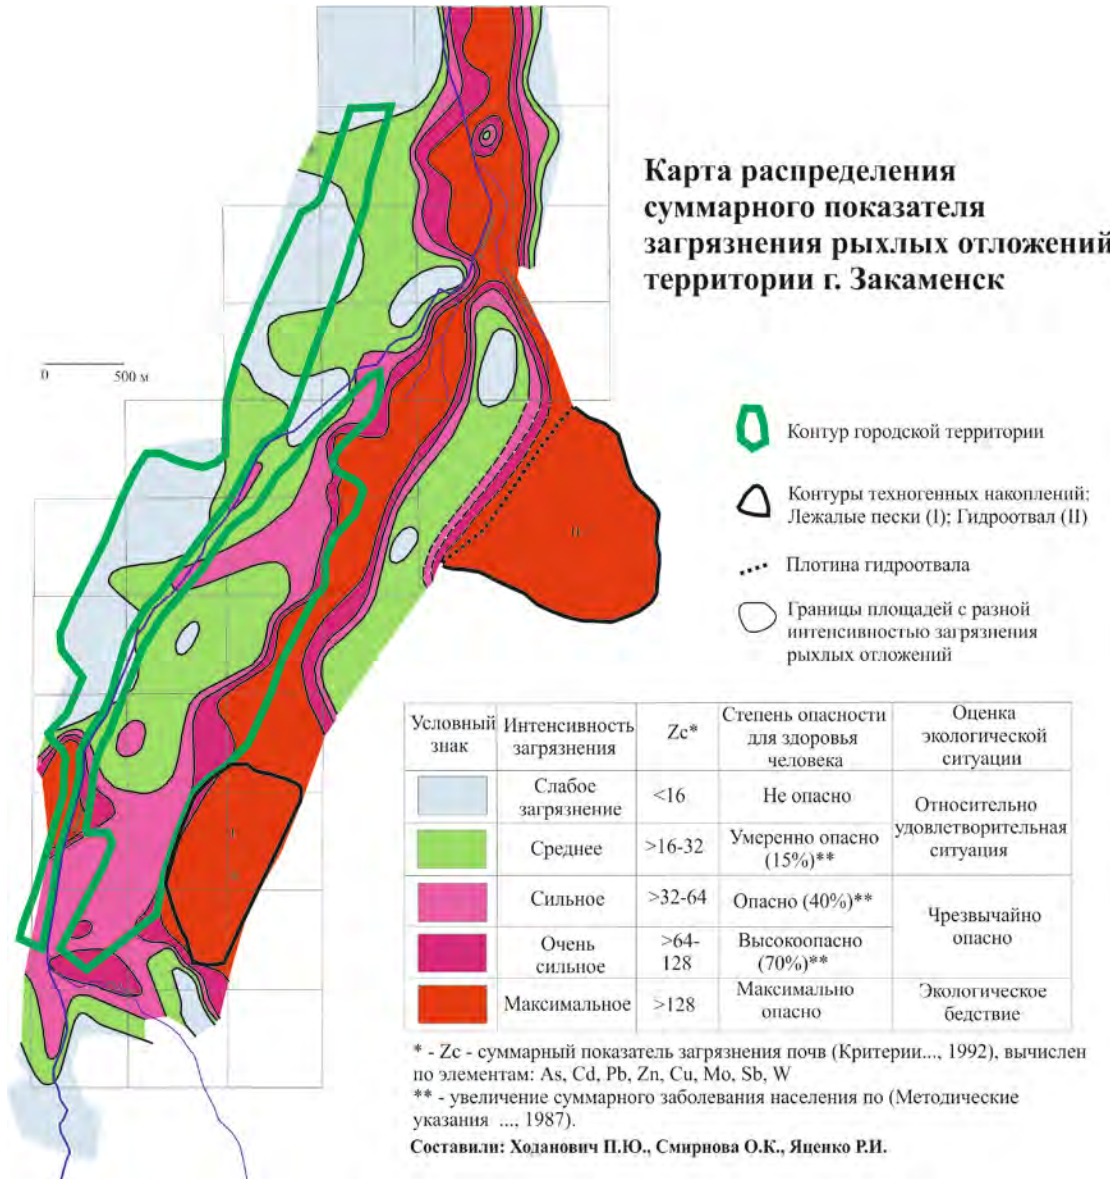 Карта распределения
суммарного показателя
загрязнения рыхлых отложений
территории г. Закаменск
0 500 м
Контур городской территории
Контуры техногенных накоплений:
Лежалые пески (I); Гидроотвал (II)
Плотина гидроотвала
Границы площадей с разной
интенсивностью загрязнения
рыхлых отложений
Условный знак | Интенсивность загрязнения | Zc* | Степень опасности для здоровья человека | Оценка экологической ситуации
Слабое загрязнение | <16 | Не опасно | Относительно удовлетворительная ситуация
Среднее | >16-32 | Умеренно опасно (15%)**
Сильное | >32-64 | Опасно (40%)** | Чрезвычайно опасно
Очень сильное | >64-128 | Высокоопасно (70%)**
Максимальное | >128 | Максимально опасно | Экологическое бедствие
* - Zc - суммарный показатель загрязнения почв (Критерии..., 1992), вычислен
по элементам: As, Cd, Pb, Zn, Cu, Mo, Sb, W
** - увеличение суммарного заболевания населения по (Методические
указания ..., 1987).
Составили: Ходанович П.Ю., Смирнова О.К., Яценко Р.И.